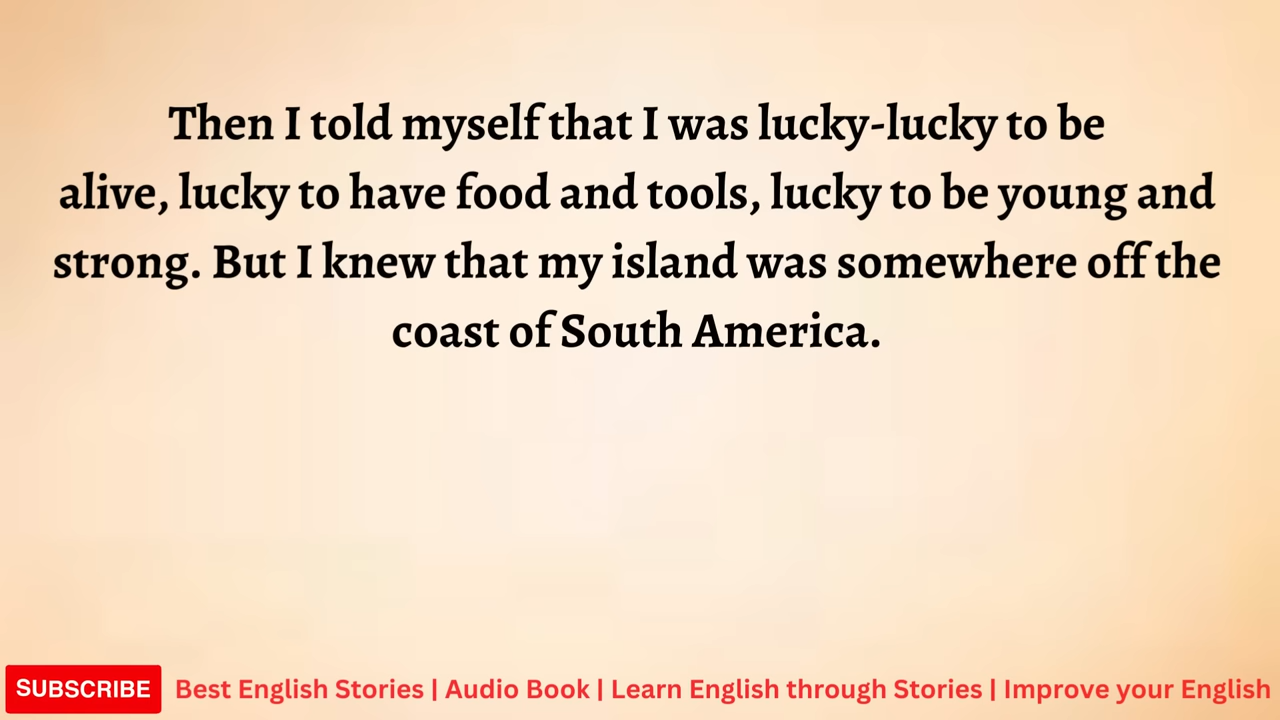 Then I told myself that I was lucky-lucky to be
alive, lucky to have food and tools, lucky to be young and
strong. But I knew that my island was somewhere off the
coast of South America.
SUBSCRIBE Best English Stories | Audio Book | Learn English through Stories | Improve your English